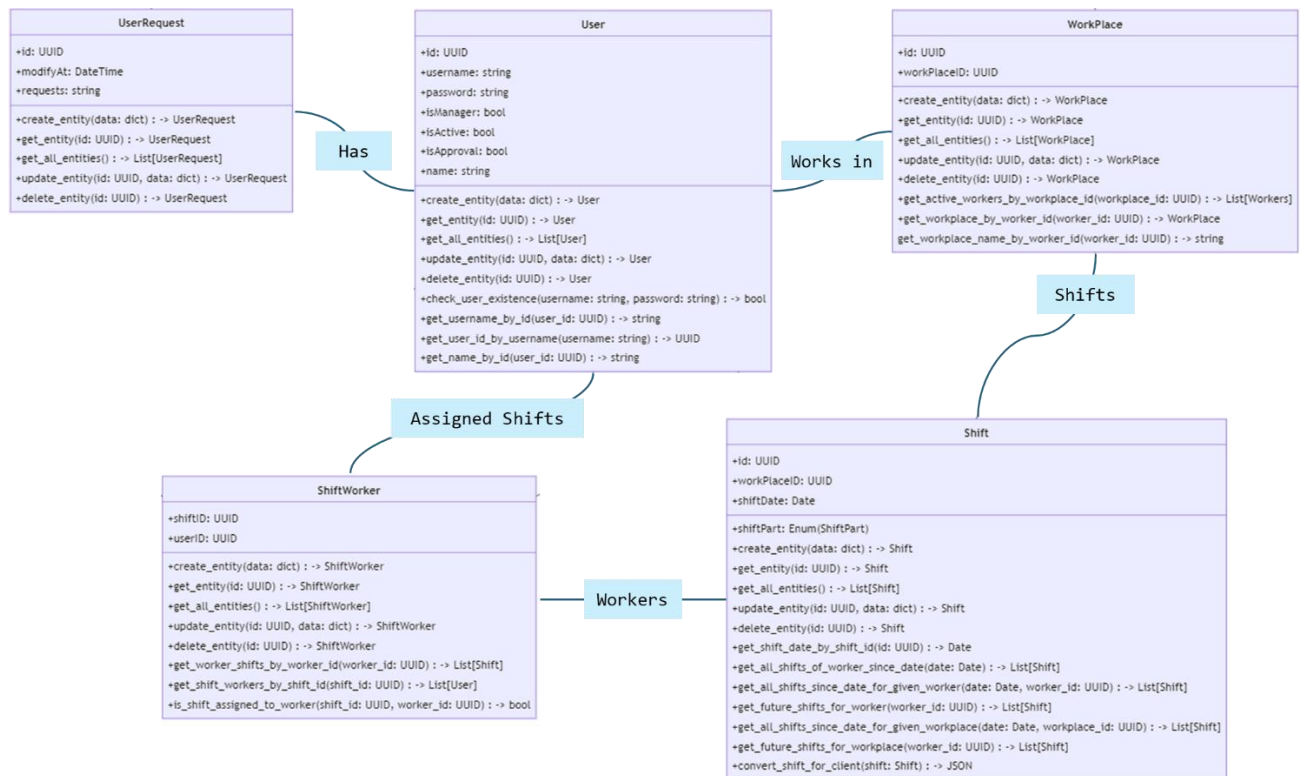 UserRequest
+id: UUID
+modifyAt: DateTime
+requests: string
+create_entity(data: dict) : -> UserRequest
+get_entity(id: UUID) : -> UserRequest
+get_all_entities() : -> List[UserRequest]
+update_entity(id: UUID, data: dict) : -> UserRequest
+delete_entity(id: UUID) : -> UserRequest
Has
User
+id: UUID
+username: string
+password: string
+isManager: bool
+isActive: bool
+isApproval: bool
+name: string
+create_entity(data: dict) : -> User
+get_entity(id: UUID) : -> User
+get_all_entities() : -> List[User]
+update_entity(id: UUID, data: dict) : -> User
+delete_entity(id: UUID) : -> User
+check_user_existence(username: string, password: string) : -> bool
+get_username_by_id(user_id: UUID) : -> string
+get_user_id_by_username(username: string) : -> UUID
+get_name_by_id(user_id: UUID) : -> string
Works in
WorkPlace
+id: UUID
+workPlaceID: UUID
+create_entity(data: dict) : -> WorkPlace
+get_entity(id: UUID) : -> WorkPlace
+get_all_entities() : -> List[WorkPlace]
+update_entity(id: UUID, data: dict) : -> WorkPlace
+delete_entity(id: UUID) : -> WorkPlace
+get_active_workers_by_workplace_id(workplace_id: UUID) : -> List[Workers]
+get_workplace_by_worker_id(worker_id: UUID) : -> WorkPlace
get_workplace_name_by_worker_id(worker_id: UUID) : -> string
Shifts
Assigned Shifts
ShiftWorker
+shiftID: UUID
+userID: UUID
+create_entity(data: dict) : -> ShiftWorker
+get_entity(id: UUID) : -> ShiftWorker
+get_all_entities() : -> List[ShiftWorker]
+update_entity(id: UUID, data: dict) : -> ShiftWorker
+delete_entity(id: UUID) : -> ShiftWorker
+get_worker_shifts_by_worker_id(worker_id: UUID) : -> List[Shift]
+get_shift_workers_by_shift_id(shift_id: UUID) : -> List[User]
+is_shift_assigned_to_worker(shift_id: UUID, worker_id: UUID) : -> bool
Workers
Shift
+id: UUID
+workPlaceID: UUID
+shiftDate: Date
+shiftPart: Enum(ShiftPart)
+create_entity(data: dict) : -> Shift
+get_entity(id: UUID) : -> Shift
+get_all_entities() : -> List[Shift]
+update_entity(id: UUID, data: dict) : -> Shift
+delete_entity(id: UUID) : -> Shift
+get_shift_date_by_shift_id(id: UUID) : -> Date
+get_all_shifts_of_worker_since_date(date: Date) : -> List[Shift]
+get_all_shifts_since_date_for_given_worker(date: Date, worker_id: UUID) : -> List[Shift]
+get_future_shifts_for_worker(worker_id: UUID) : -> List[Shift]
+get_all_shifts_since_date_for_given_workplace(date: Date, workplace_id: UUID) : -> List[Shift]
+get_future_shifts_for_workplace(worker_id: UUID) : -> List[Shift]
+convert_shift_for_client(shift: Shift) : -> JSON